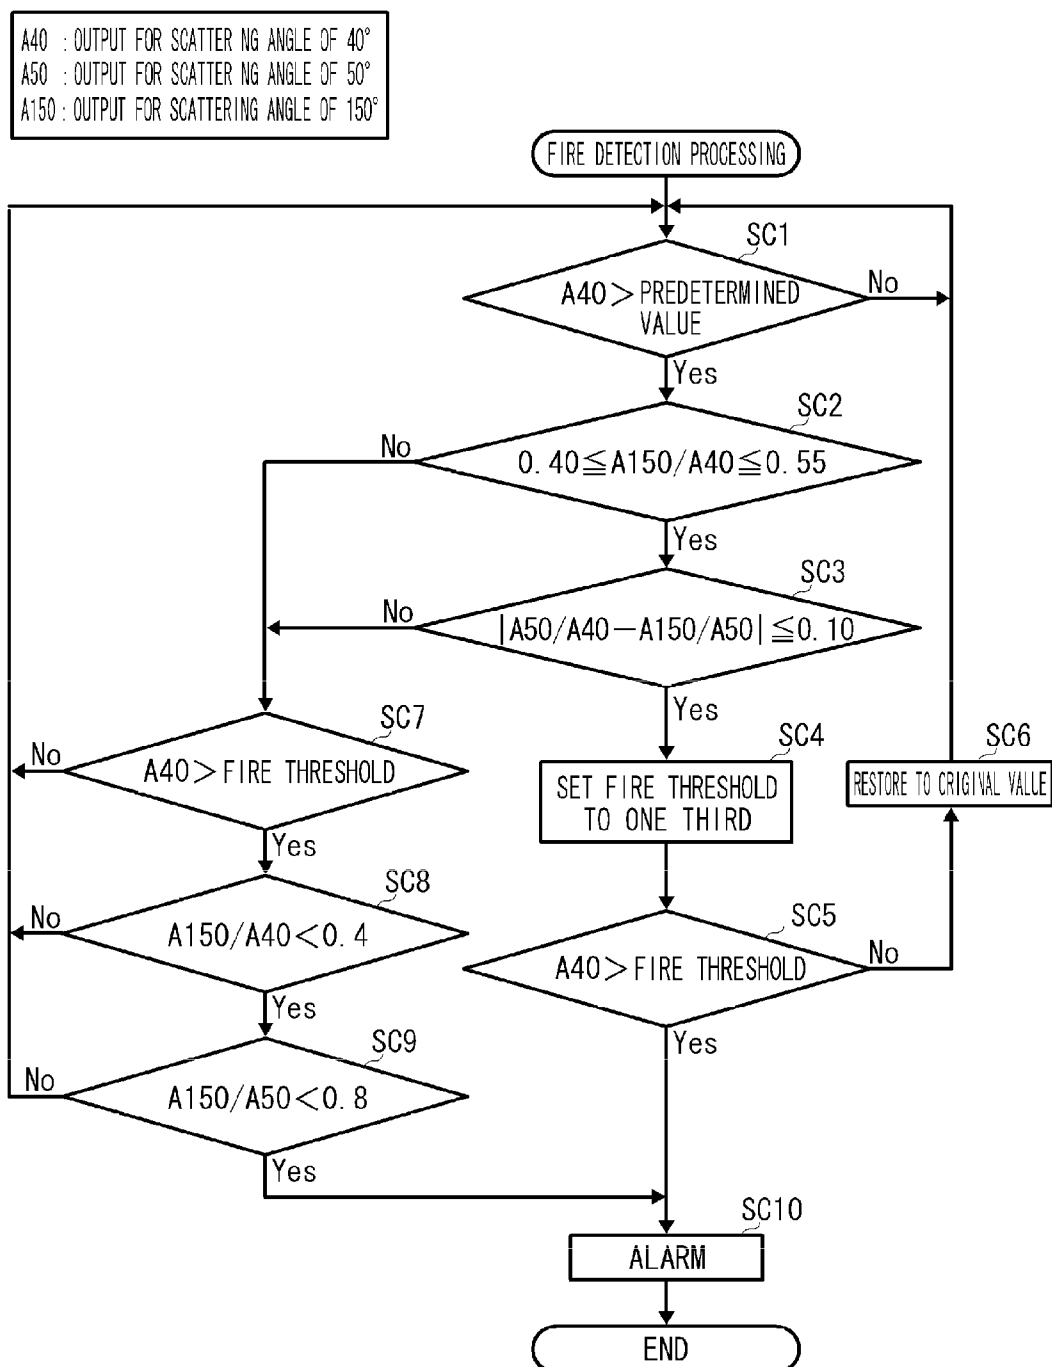 A40 : OUTPUT FOR SCATTER NG ANGLE OF 40°
A50 : OUTPUT FOR SCATTER NG ANGLE OF 50°
A150 : OUTPUT FOR SCATTERING ANGLE OF 150°
FIRE DETECTION PROCESSING
SC1
A40＞PREDETERMINED
VALUE
No
Yes
SC2
No
0.40≦A150/A40≦0.55
Yes
SC3
No
|A50/A40－A150/A50|≦0.10
Yes
SC7
No
A40＞FIRE THRESHOLD
Yes
SC4
SET FIRE THRESHOLD
TO ONE THIRD
SC6
RESTORE TO CRIGINAL VALUE
SC8
No
A150/A40＜0.4
Yes
SC5
A40＞FIRE THRESHOLD
No
Yes
SC9
No
A150/A50＜0.8
Yes
SC10
ALARM
END